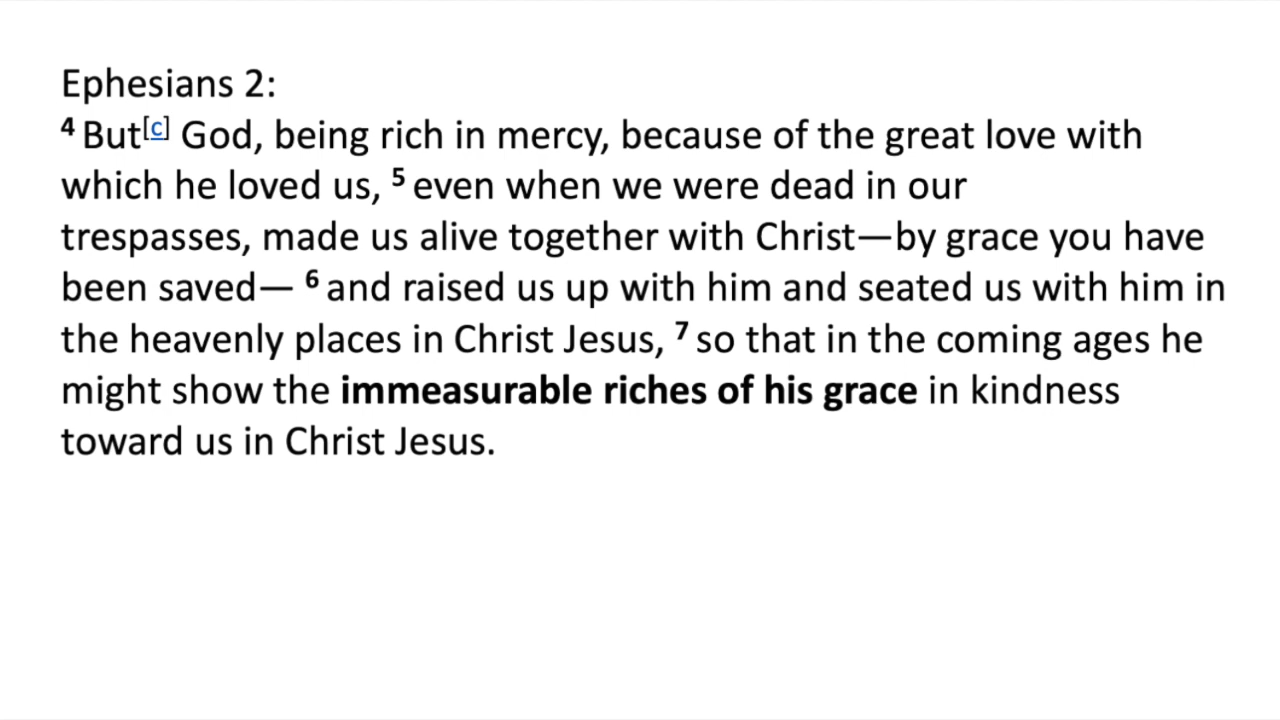 Ephesians 2:
4 But[c] God, being rich in mercy, because of the great love with
which he loved us, 5 even when we were dead in our
trespasses, made us alive together with Christ—by grace you have
been saved— 6 and raised us up with him and seated us with him in
the heavenly places in Christ Jesus, 7 so that in the coming ages he
might show the immeasurable riches of his grace in kindness
toward us in Christ Jesus.